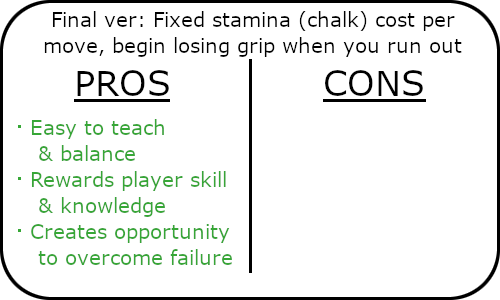 Final ver: Fixed stamina (chalk) cost per
move, begin losing grip when you run out
PROS
CONS
· Easy to teach
& balance
· Rewards player skill
& knowledge
· Creates opportunity
to overcome failure